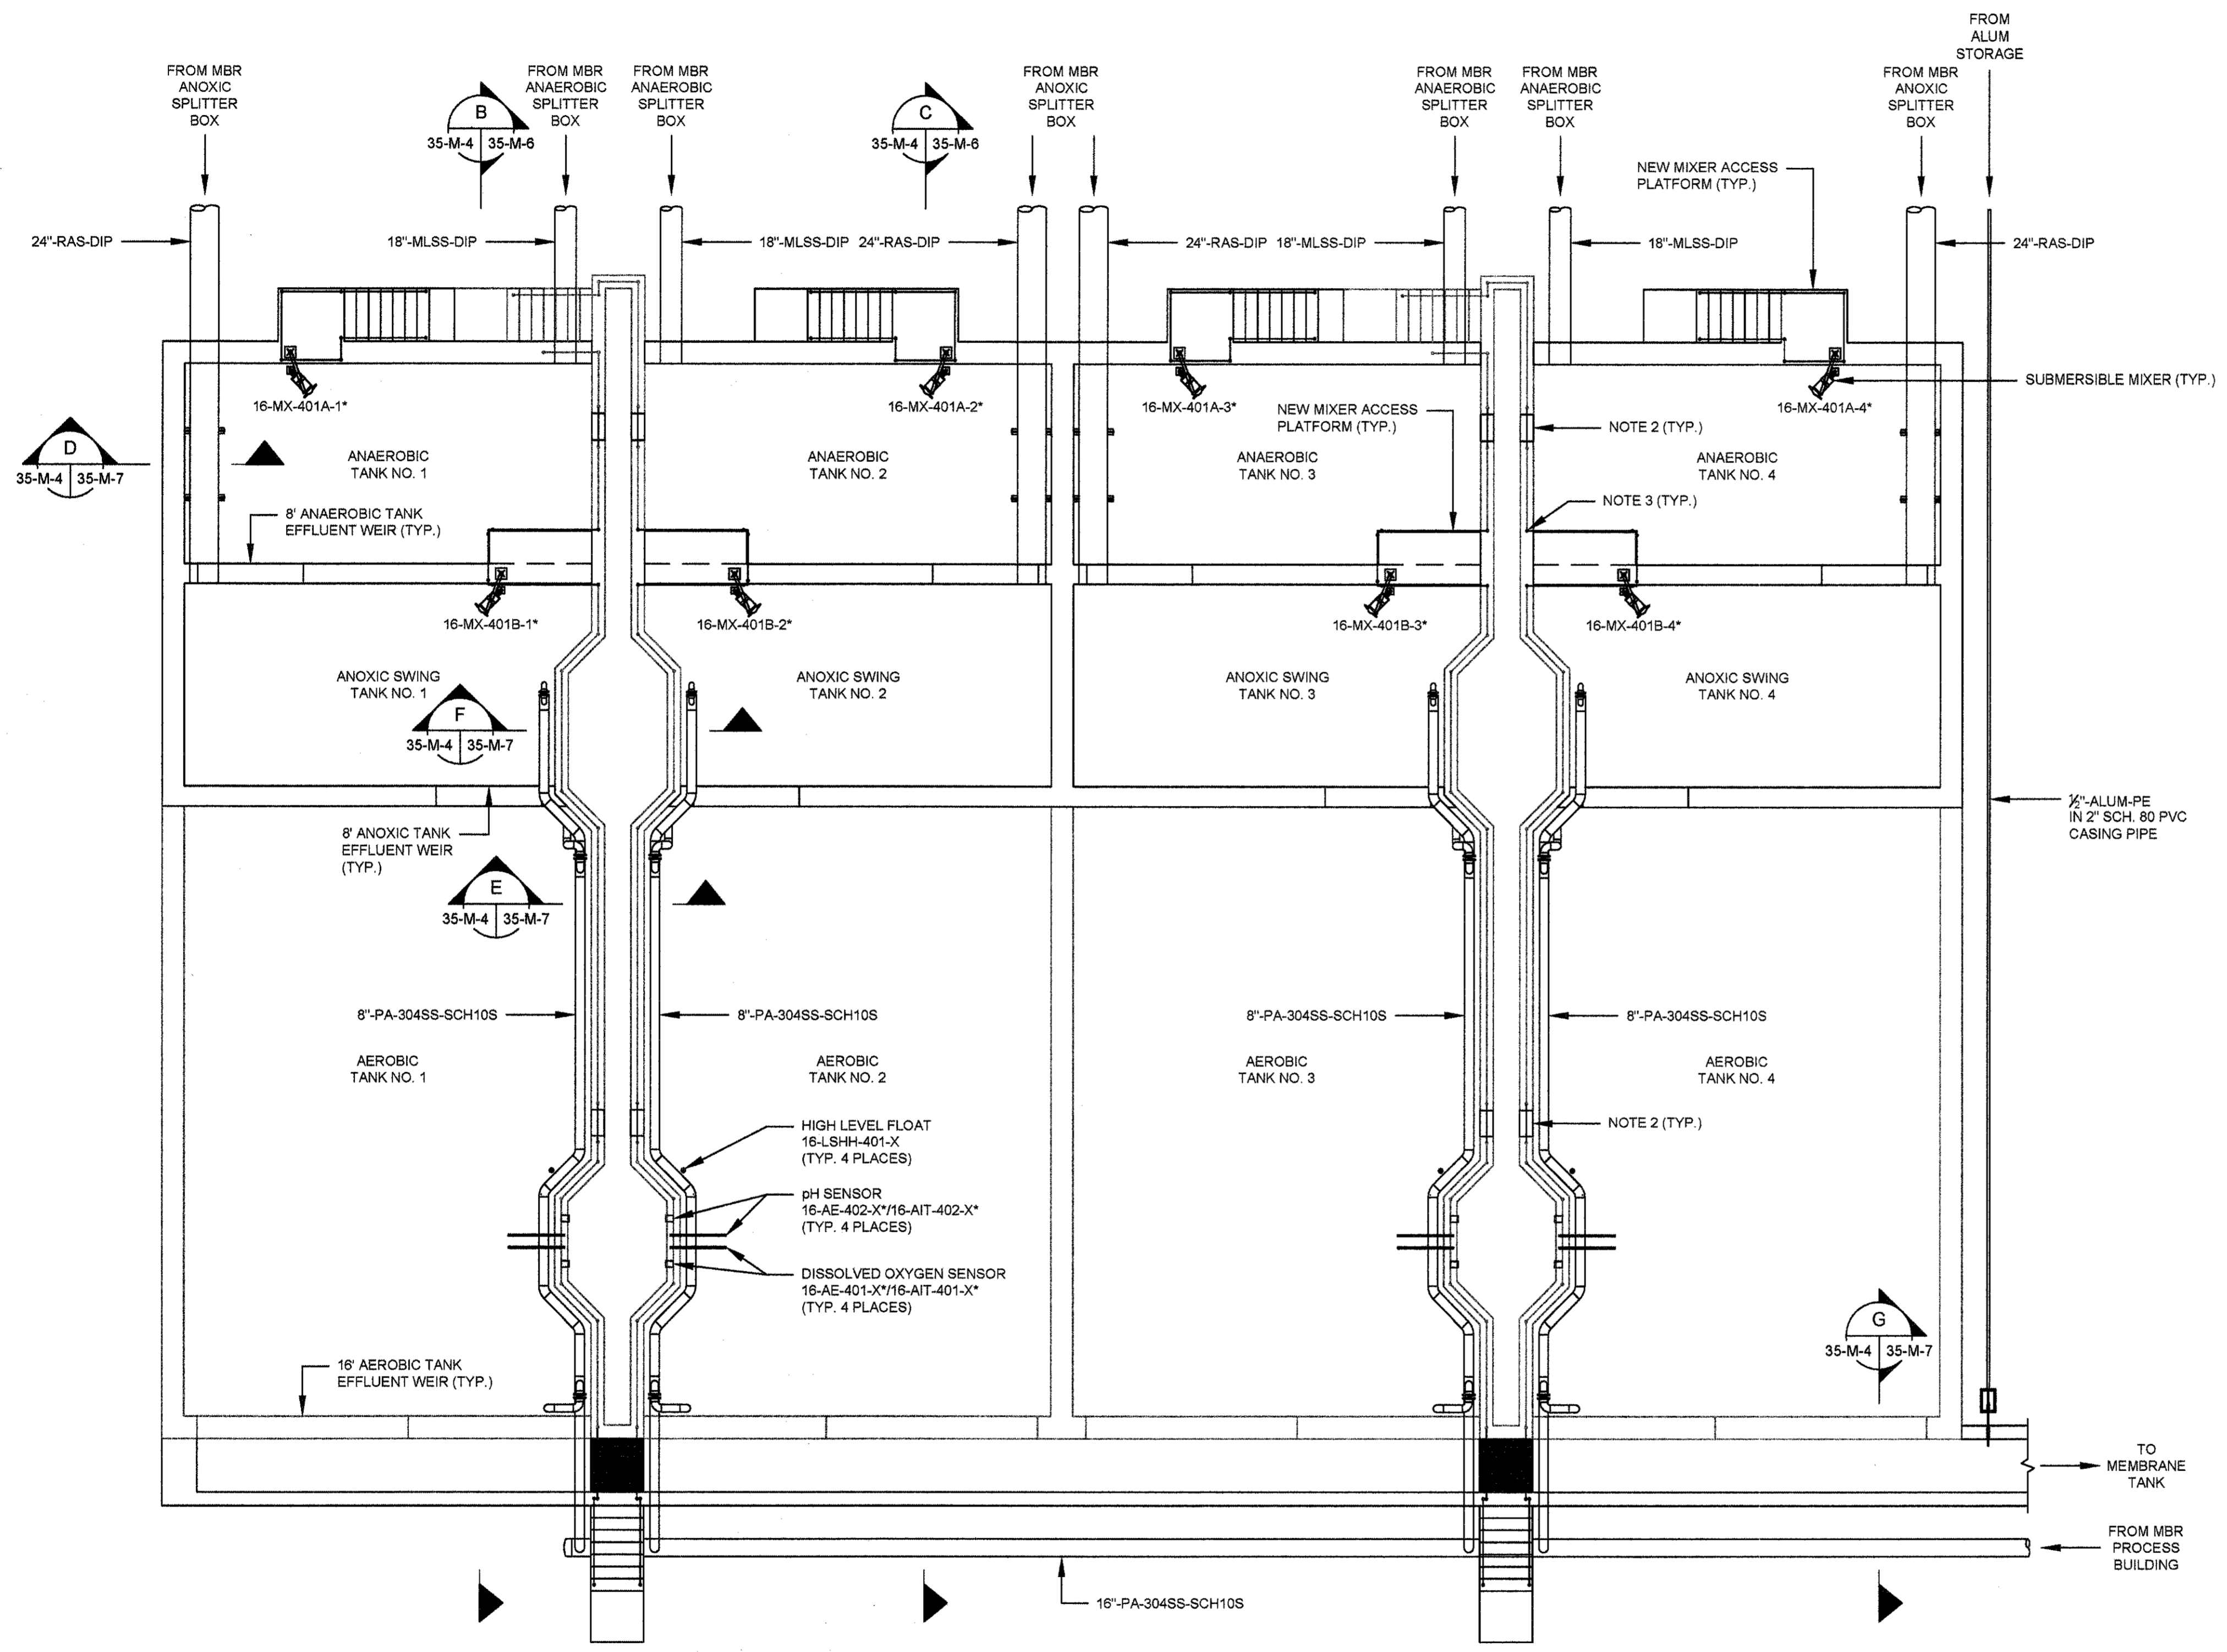 FROM
ALUM
STORAGE
FROM MBR
ANOXIC
SPLITTER
BOX
B
35-M-4 35-M-6
FROM MBR
ANAEROBIC
SPLITTER
BOX
FROM MBR
ANAEROBIC
SPLITTER
BOX
C
35-M-4 35-M-6
FROM MBR
ANOXIC
SPLITTER
BOX
FROM MBR
ANAEROBIC
SPLITTER
BOX
FROM MBR
ANAEROBIC
SPLITTER
BOX
FROM MBR
ANOXIC
SPLITTER
BOX
NEW MIXER ACCESS
PLATFORM (TYP.)
24"-RAS-DIP
18"-MLSS-DIP
18"-MLSS-DIP
24"-RAS-DIP
24"-RAS-DIP
18"-MLSS-DIP
18"-MLSS-DIP
24"-RAS-DIP
SUBMERSIBLE MIXER (TYP.)
16-MX-401A-1*
16-MX-401A-2*
16-MX-401A-3*
16-MX-401A-4*
NEW MIXER ACCESS
PLATFORM (TYP.)
NOTE 2 (TYP.)
D
35-M-4 35-M-7
ANAEROBIC
TANK NO. 1
ANAEROBIC
TANK NO. 2
ANAEROBIC
TANK NO. 3
ANAEROBIC
TANK NO. 4
NOTE 3 (TYP.)
8' ANAEROBIC TANK
EFFLUENT WEIR (TYP.)
16-MX-401B-1*
16-MX-401B-2*
16-MX-401B-3*
16-MX-401B-4*
ANOXIC SWING
TANK NO. 1
ANOXIC SWING
TANK NO. 2
ANOXIC SWING
TANK NO. 3
ANOXIC SWING
TANK NO. 4
F
35-M-4 35-M-7
½"-ALUM-PE
IN 2" SCH. 80 PVC
CASING PIPE
8' ANOXIC TANK
EFFLUENT WEIR
(TYP.)
E
35-M-4 35-M-7
8"-PA-304SS-SCH10S
8"-PA-304SS-SCH10S
8"-PA-304SS-SCH10S
8"-PA-304SS-SCH10S
AEROBIC
TANK NO. 1
AEROBIC
TANK NO. 2
AEROBIC
TANK NO. 3
AEROBIC
TANK NO. 4
HIGH LEVEL FLOAT
16-LSHH-401-X
(TYP. 4 PLACES)
NOTE 2 (TYP.)
pH SENSOR
16-AE-402-X*/16-AIT-402-X*
(TYP. 4 PLACES)
DISSOLVED OXYGEN SENSOR
16-AE-401-X*/16-AIT-401-X*
(TYP. 4 PLACES)
G
35-M-4 35-M-7
16' AEROBIC TANK
EFFLUENT WEIR (TYP.)
TO
MEMBRANE
TANK
FROM MBR
PROCESS
BUILDING
16"-PA-304SS-SCH10S